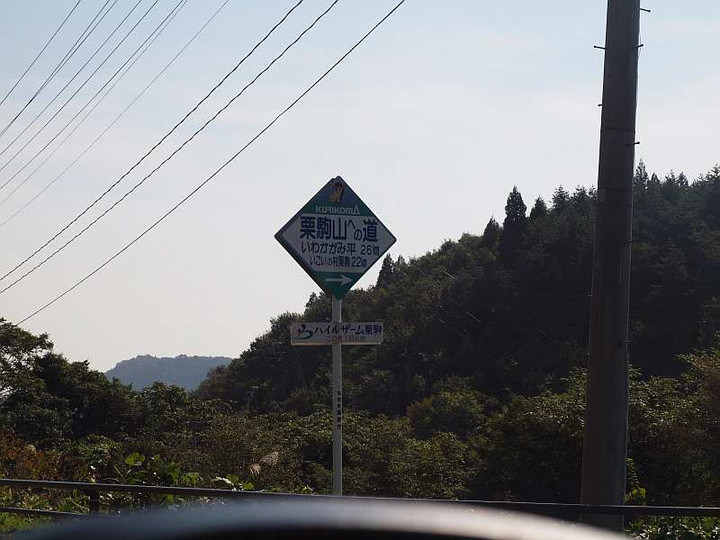 KURIKOMA
栗駒山への道
いわかがみ平 26㎞
いこいの村栗駒 22㎞
→
ハイルザーム栗駒